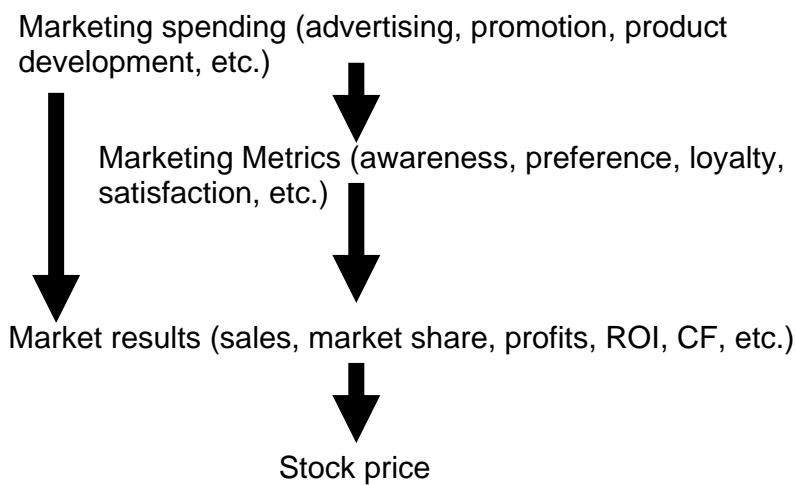 Marketing spending (advertising, promotion, product
development, etc.)
Marketing Metrics (awareness, preference, loyalty,
satisfaction, etc.)
Market results (sales, market share, profits, ROI, CF, etc.)
Stock price